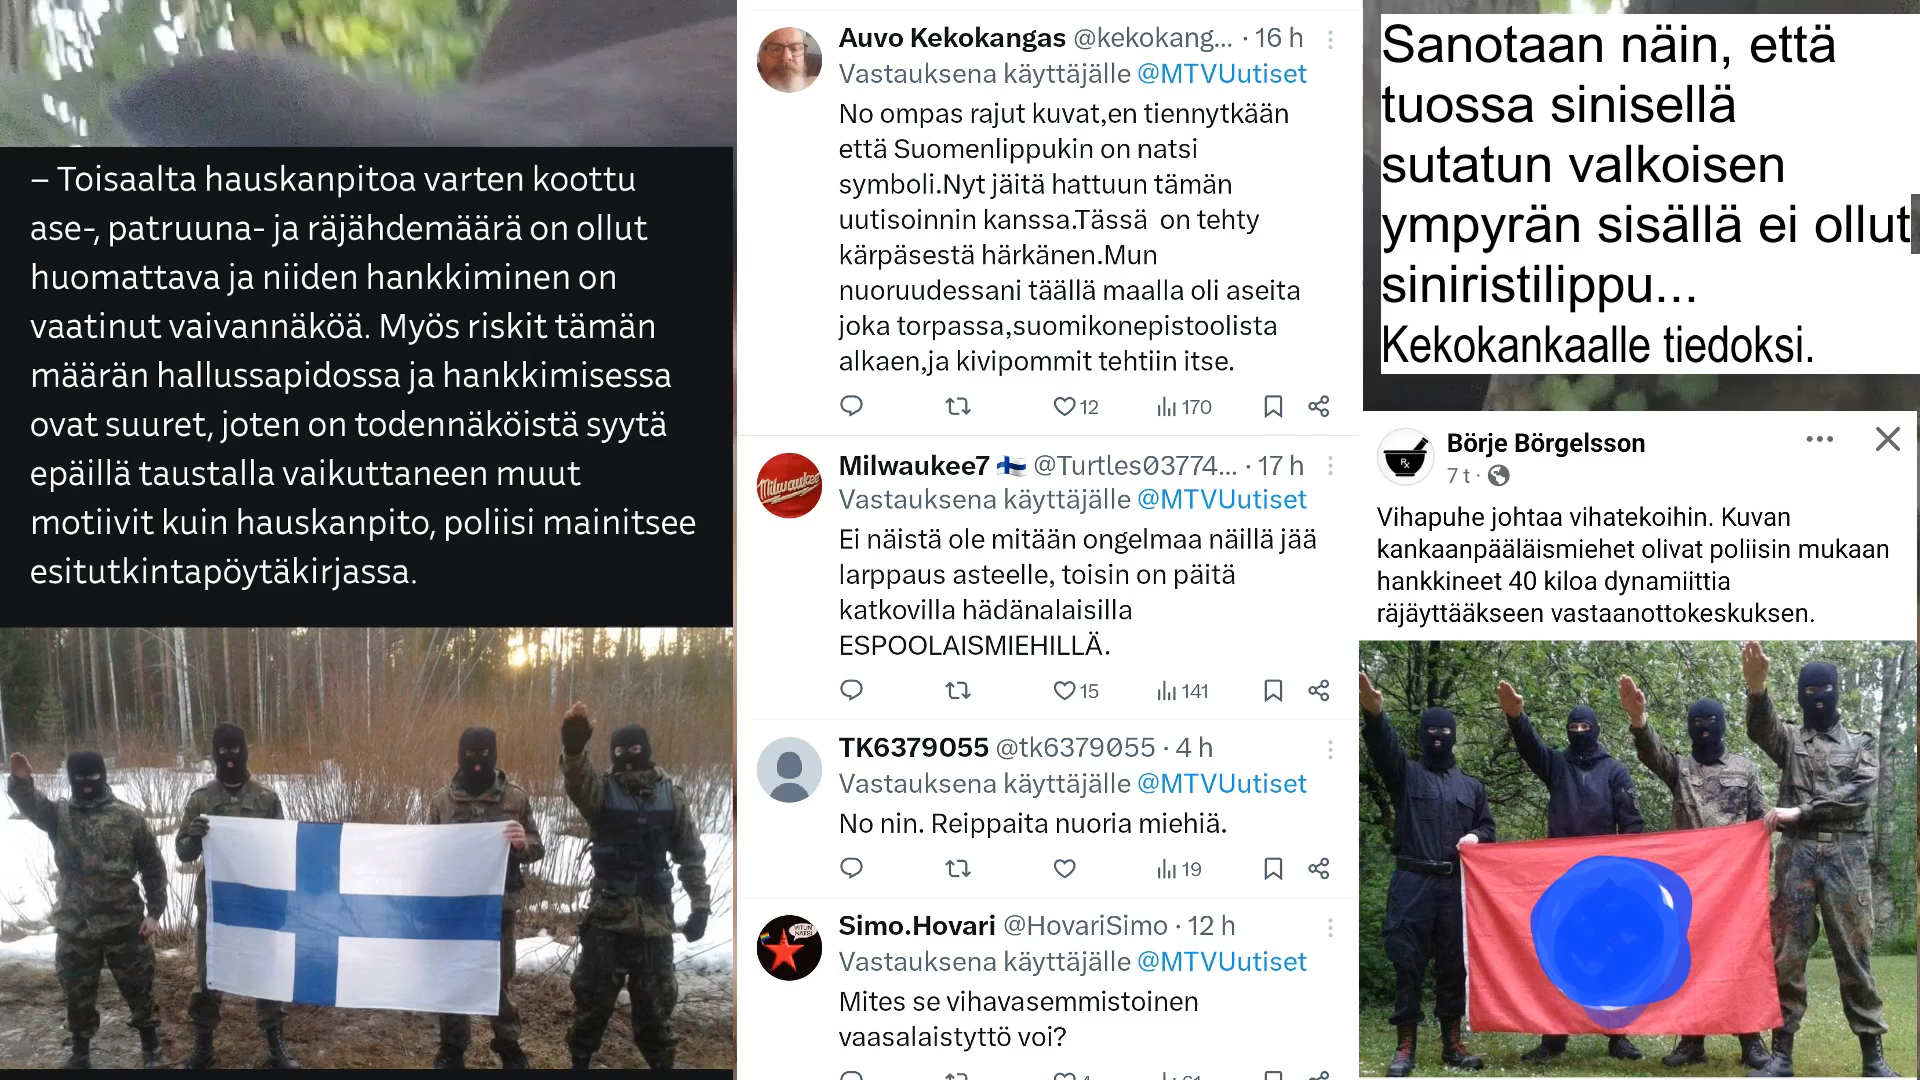 – Toisaalta hauskanpitoa varten koottu
ase-, patruuna- ja räjähdemäärä on ollut
huomattava ja niiden hankkiminen on
vaatinut vaivannäköä. Myös riskit tämän
määrän hallussapidossa ja hankkimisessa
ovat suuret, joten on todennäköistä syytä
epäillä taustalla vaikuttaneen muut
motiivit kuin hauskanpito, poliisi mainitsee
esitutkintapöytäkirjassa.
Auvo Kekokangas @kekokang... · 16 h
Vastauksena käyttäjälle @MTVUutiset
No ompas rajut kuvat,en tiennytkään
että Suomenlippukin on natsi
symboli.Nyt jäitä hattuun tämän
uutisoinnin kanssa.Tässä on tehty
kärpäsestä härkänen.Mun
nuoruudessani täällä maalla oli aseita
joka torpassa,suomikonepistoolista
alkaen,ja kivipommit tehtiin itse.
12 170
Milwaukee
Milwaukee7 🇫🇮 @Turtles03774... · 17 h
Vastauksena käyttäjälle @MTVUutiset
Ei näistä ole mitään ongelmaa näillä jää
larppaus asteelle, toisin on päitä
katkovilla hädänalaisilla
ESPOOLAISMIEHILLÄ.
15 141
TK6379055 @tk6379055 · 4 h
Vastauksena käyttäjälle @MTVUutiset
No nin. Reippaita nuoria miehiä.
19
VITUN
NATSI
Simo.Hovari @HovariSimo · 12 h
Vastauksena käyttäjälle @MTVUutiset
Mites se vihavasemmistoinen
vaasalaistyttö voi?
Sanotaan näin, että
tuossa sinisellä
sutatun valkoisen
ympyrän sisällä ei ollut
siniristilippu...
Kekokankaalle tiedoksi.
Rx
Börje Börgelsson
7 t ·
Vihapuhe johtaa vihatekoihin. Kuvan
kankaanpääläismiehet olivat poliisin mukaan
hankkineet 40 kiloa dynamiittia
räjäyttääkseen vastaanottokeskuksen.